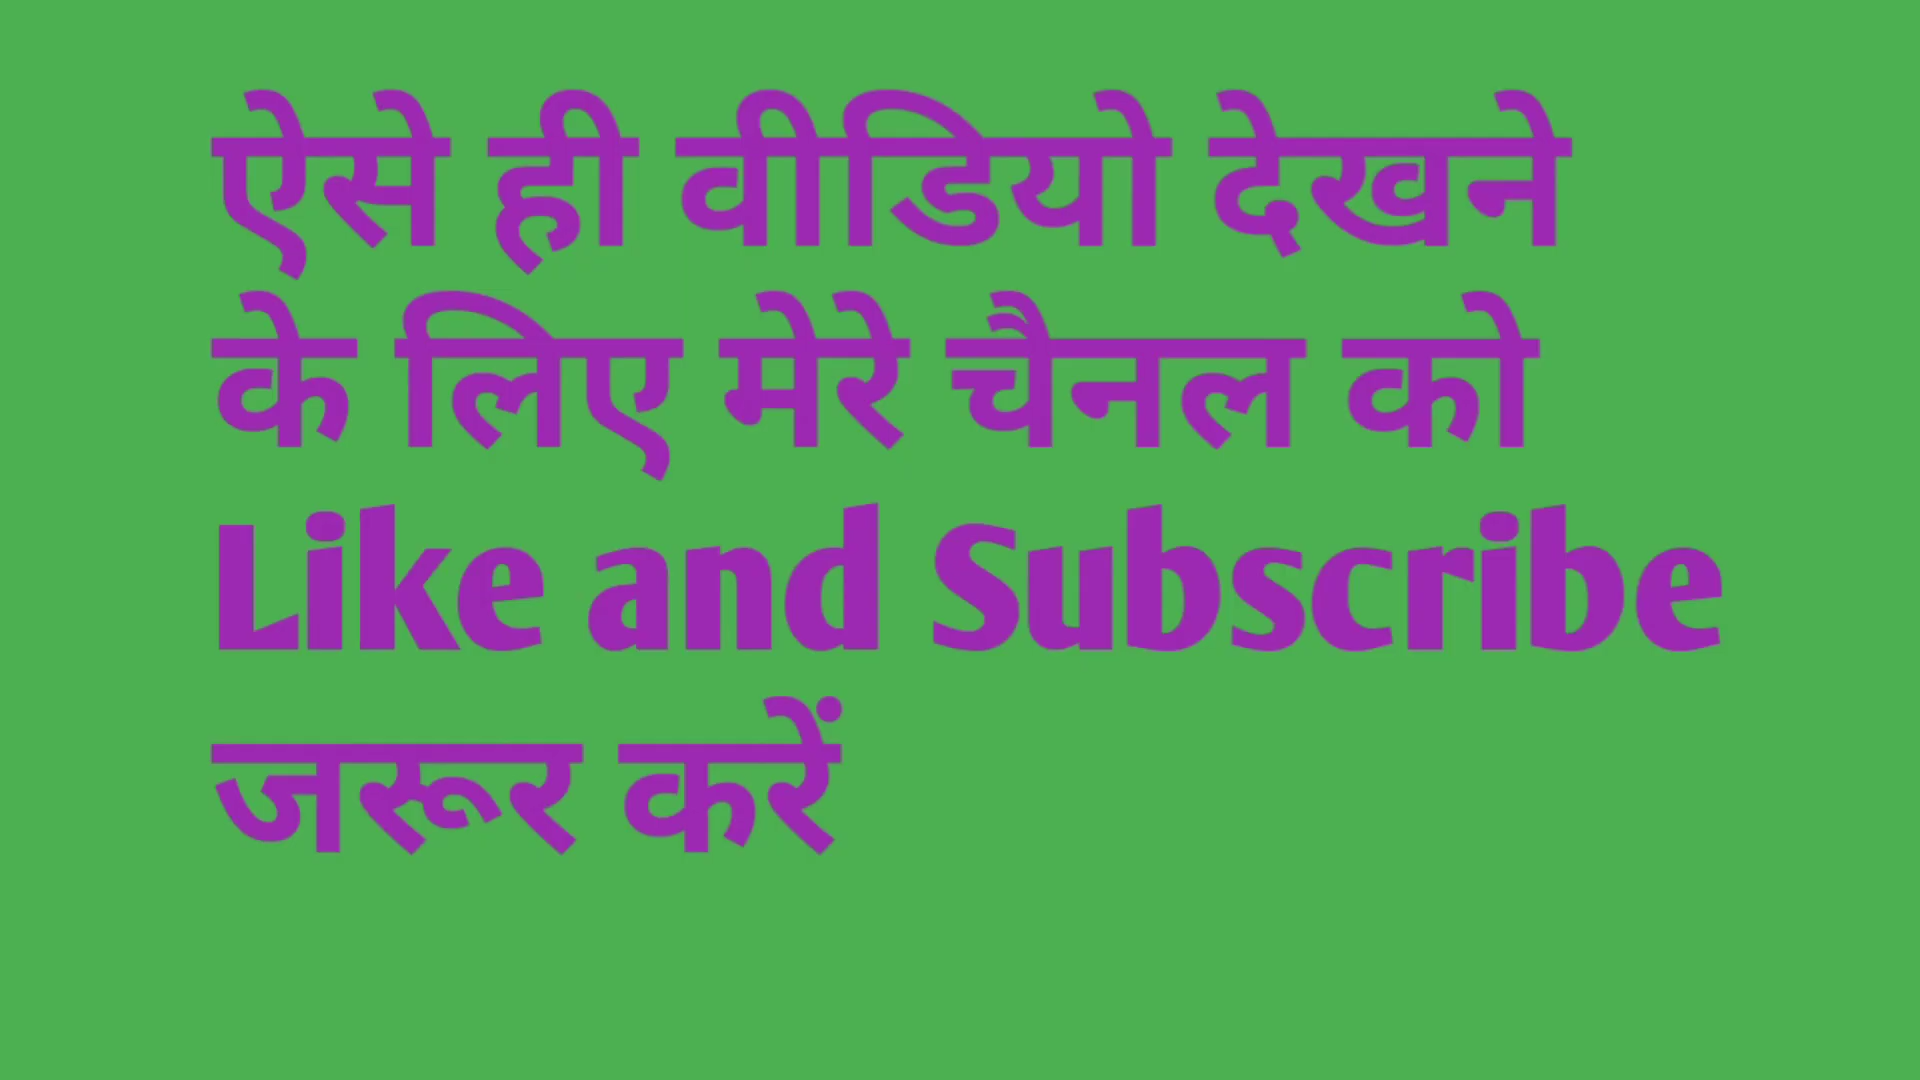 ऐसे ही वीडियो देखने
के लिए मेरे चैनल को
Like and Subscribe
जरूर करें